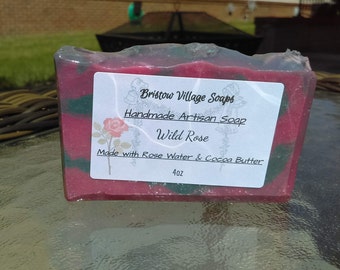 Bristow Village Soaps
Handmade Artisan Soap
Wild Rose
Made with Rose Water & Cocoa Butter
4oz